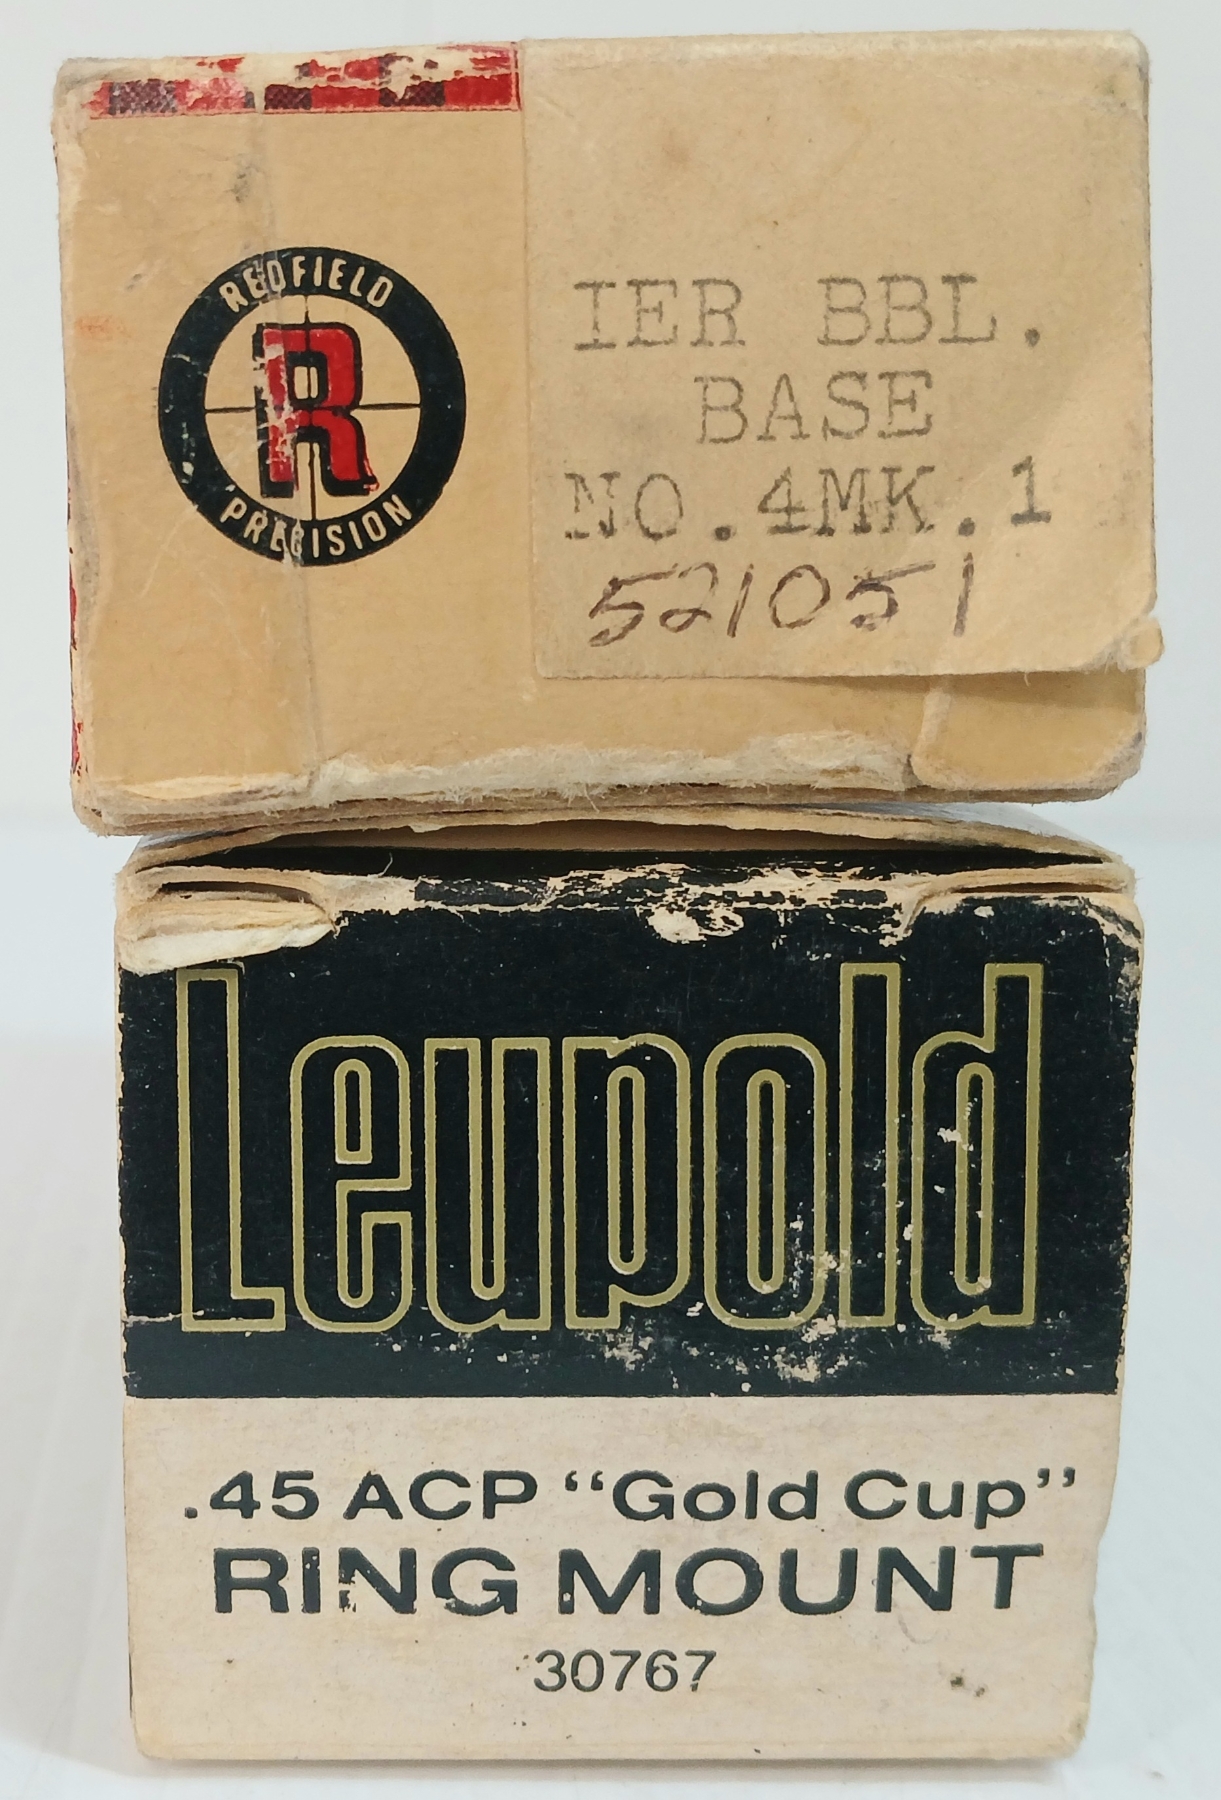 REDFIELD
R
PRECISION
IER BBL.
BASE
NO.4MK.1
521051
Leupold
.45 ACP “Gold Cup”
RING MOUNT
30767